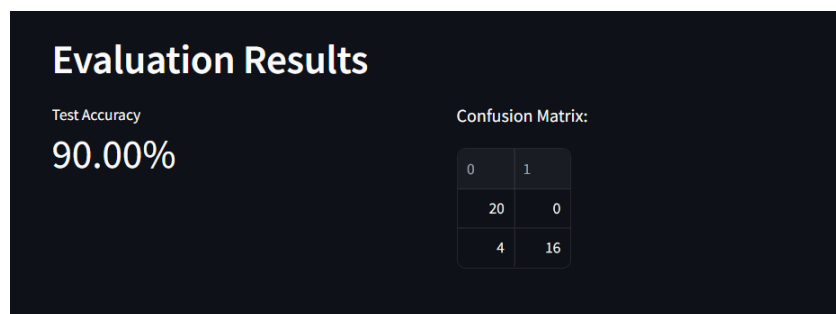 Evaluation Results
Test Accuracy
90.00%
Confusion Matrix:
0 1
20 0
4 16